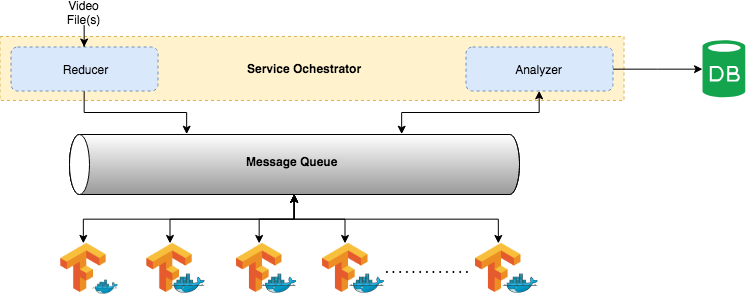 Video
File(s)
Reducer
Service Ochestrator
Analyzer
DB
Message Queue